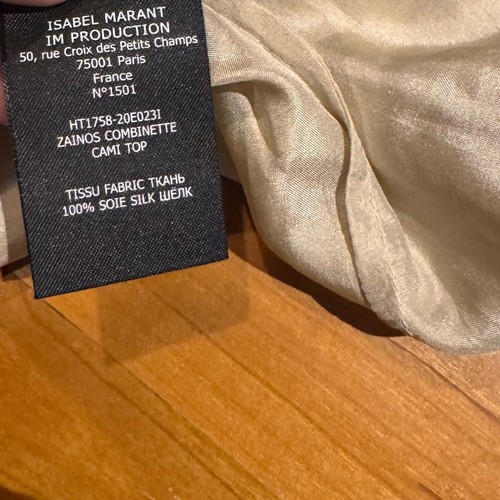 ISABEL MARANT
IM PRODUCTION
50, rue Croix des Petits Champs
75001 Paris
France
N°1501
HT1758-20E023I
ZAINOS COMBINETTE
CAMI TOP
TISSU FABRIC ТКАНЬ
100% SOIE SILK ШЁЛК